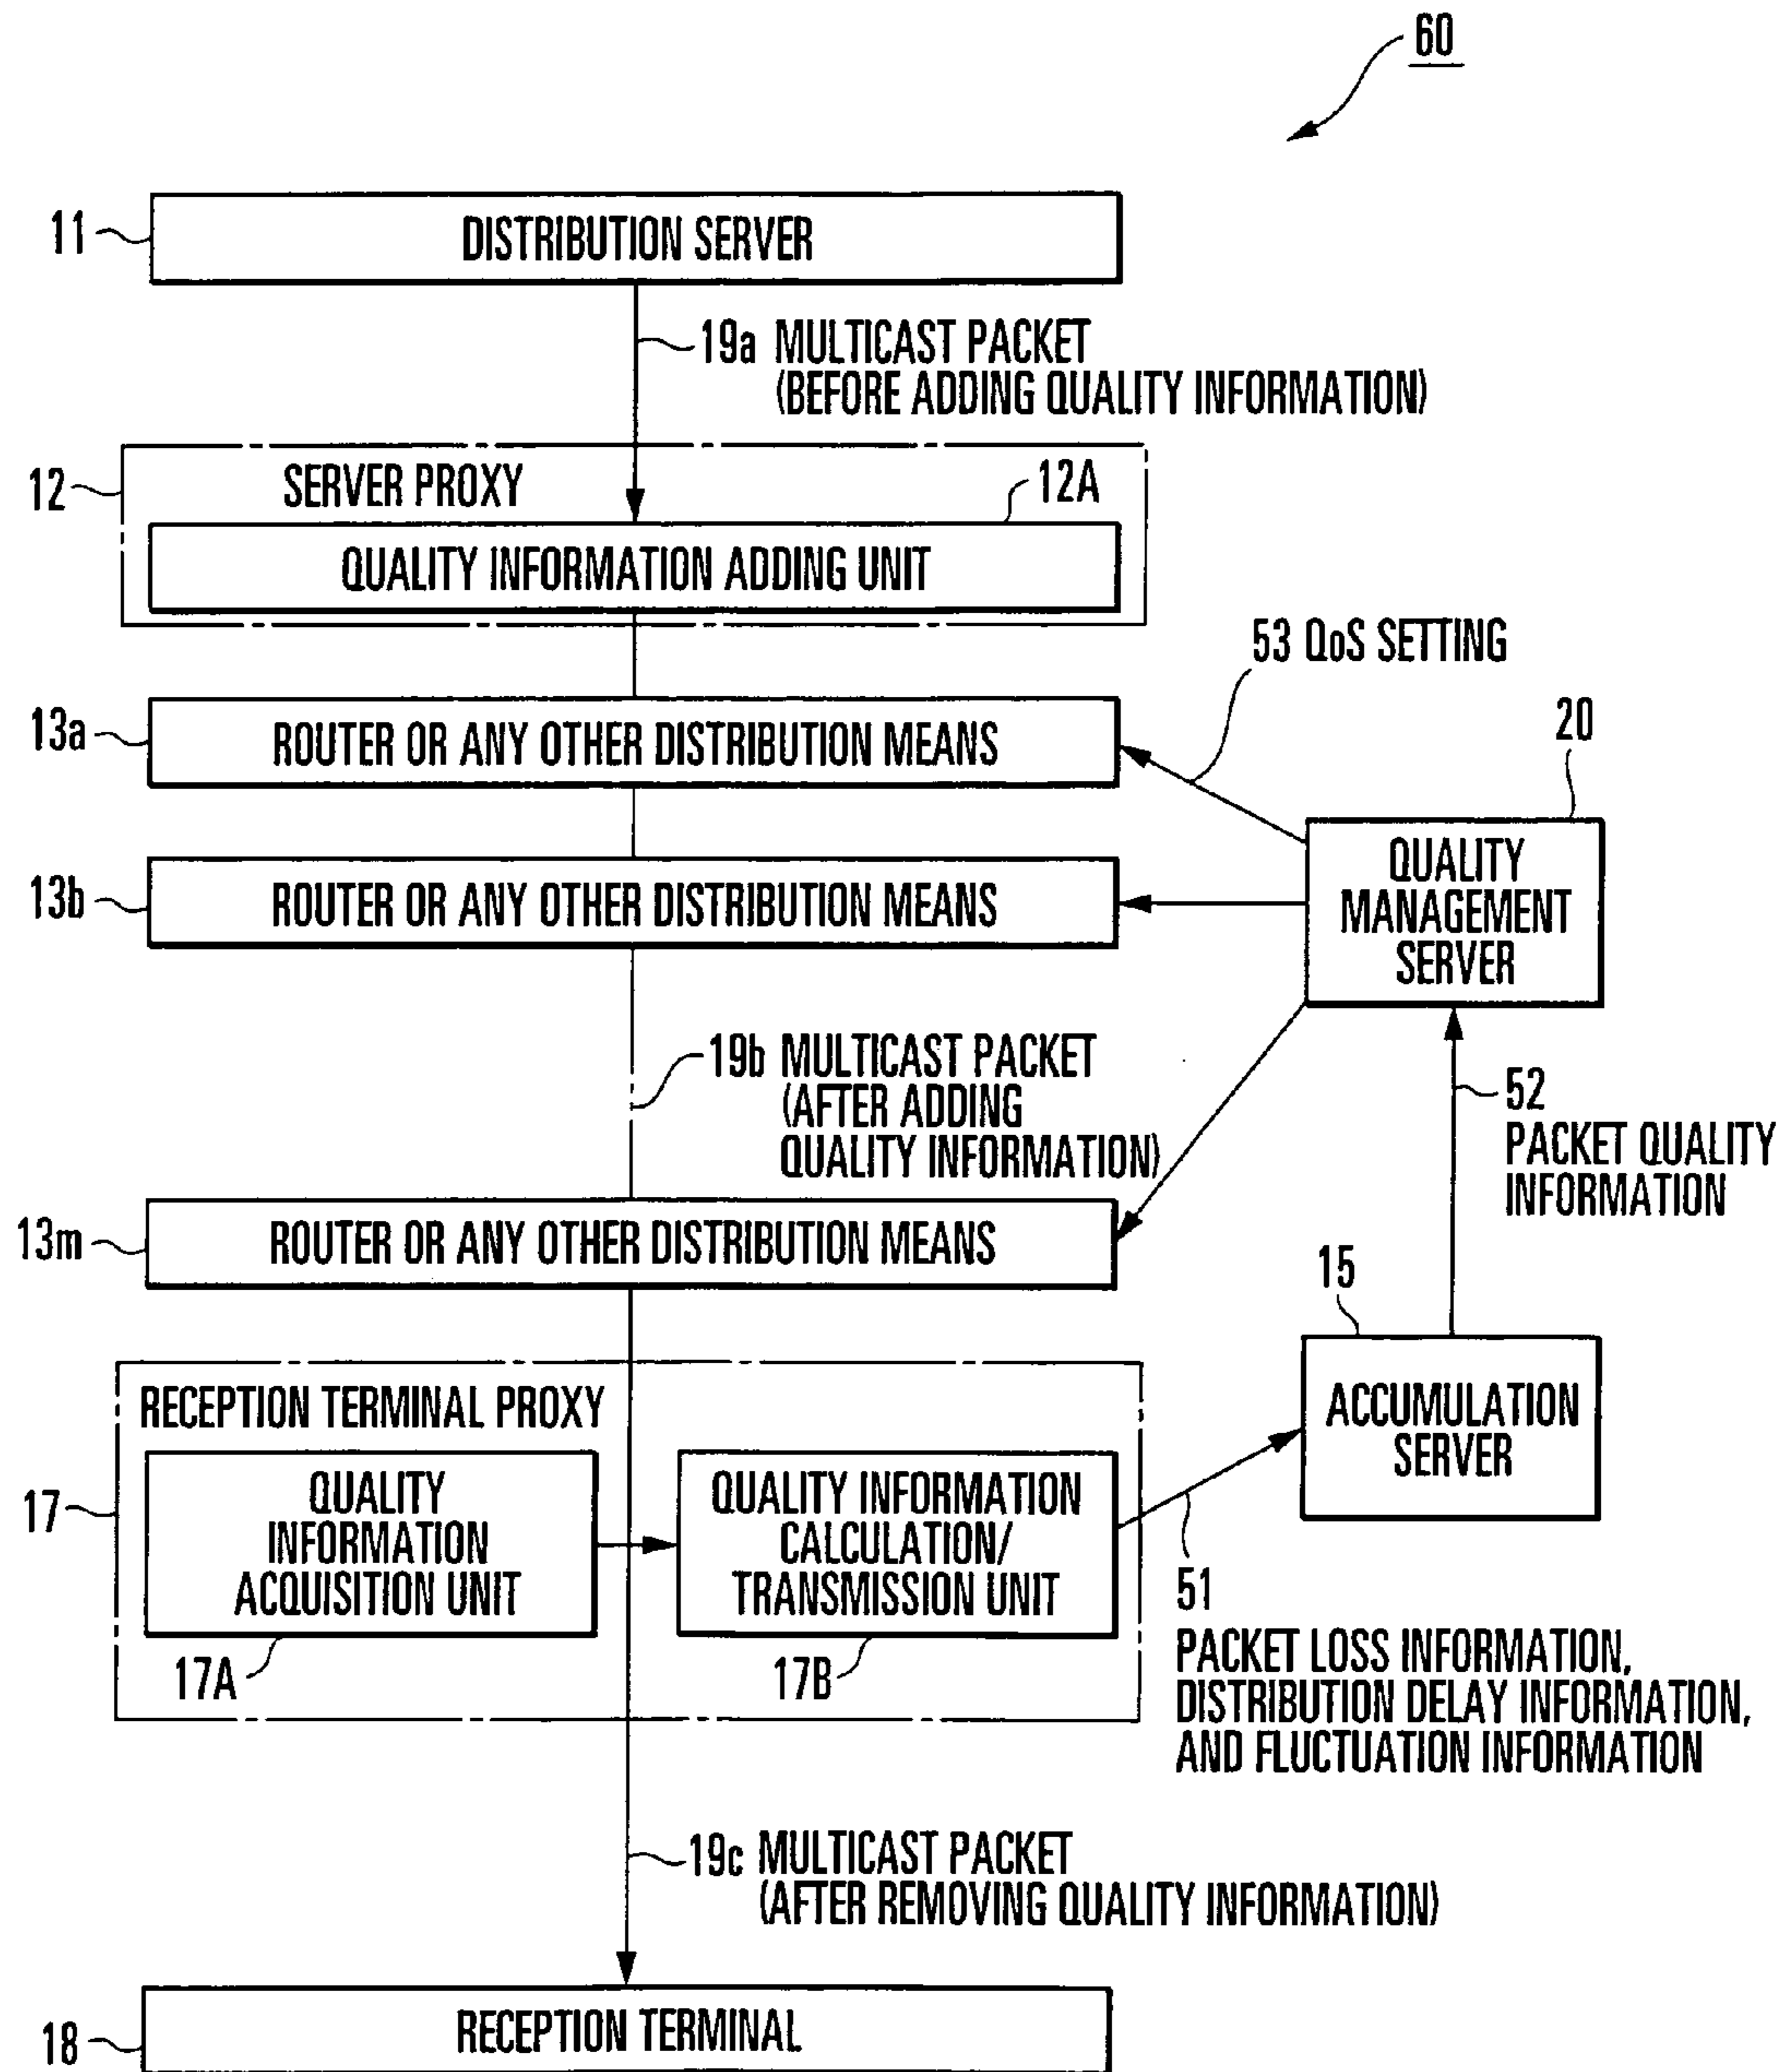 60
11
DISTRIBUTION SERVER
19a MULTICAST PACKET
(BEFORE ADDING QUALITY INFORMATION)
12
SERVER PROXY
12A
QUALITY INFORMATION ADDING UNIT
53 QoS SETTING
13a
ROUTER OR ANY OTHER DISTRIBUTION MEANS
20
QUALITY
MANAGEMENT
SERVER
13b
ROUTER OR ANY OTHER DISTRIBUTION MEANS
19b MULTICAST PACKET
(AFTER ADDING
QUALITY INFORMATION)
52
PACKET QUALITY
INFORMATION
13m
ROUTER OR ANY OTHER DISTRIBUTION MEANS
15
ACCUMULATION
SERVER
RECEPTION TERMINAL PROXY
17
QUALITY
INFORMATION
ACQUISITION UNIT
17A
QUALITY INFORMATION
CALCULATION/
TRANSMISSION UNIT
17B
51
PACKET LOSS INFORMATION,
DISTRIBUTION DELAY INFORMATION,
AND FLUCTUATION INFORMATION
19c MULTICAST PACKET
(AFTER REMOVING QUALITY INFORMATION)
18
RECEPTION TERMINAL